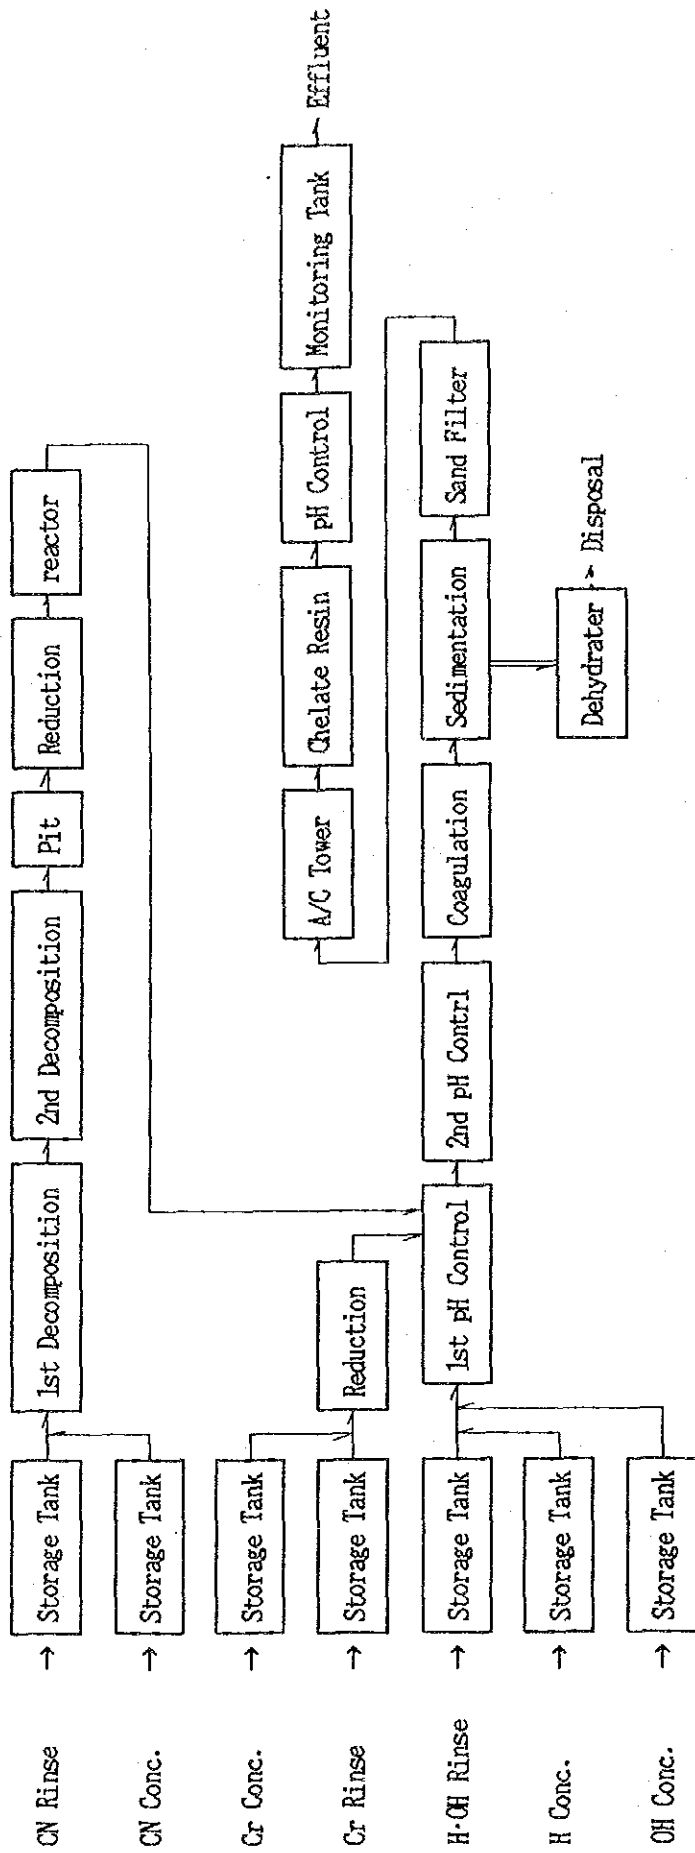 CN Rinse → Storage Tank
1st Decomposition
2nd Decomposition
Pit
Reduction
reactor
CN Conc. → Storage Tank
Cr Conc. → Storage Tank
Cr Rinse → Storage Tank
Reduction
A/C Tower
Chelate Resin
pH Control
Monitoring Tank
Effluent
H·OH Rinse → Storage Tank
1st pH Control
2nd pH Contrl
Coagulation
Sedimentation
Sand Filter
H Conc. → Storage Tank
OH Conc. → Storage Tank
Dehydrater
Disposal